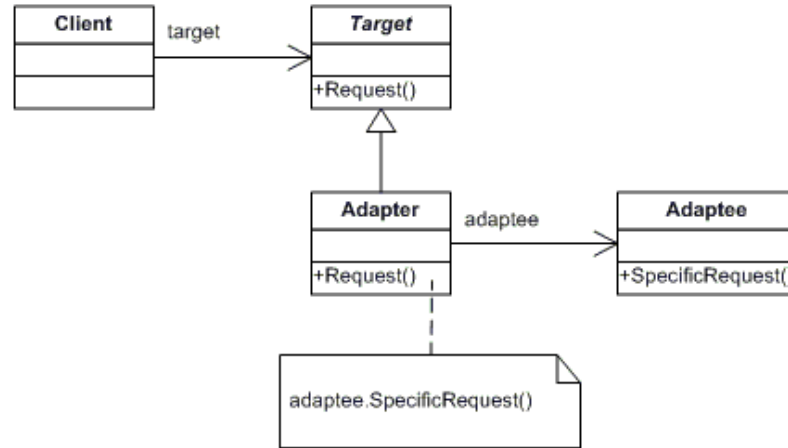 Client
target
Target
+Request()
Adapter
adaptee
Adaptee
+Request()
+SpecificRequest()
adaptee.SpecificRequest()